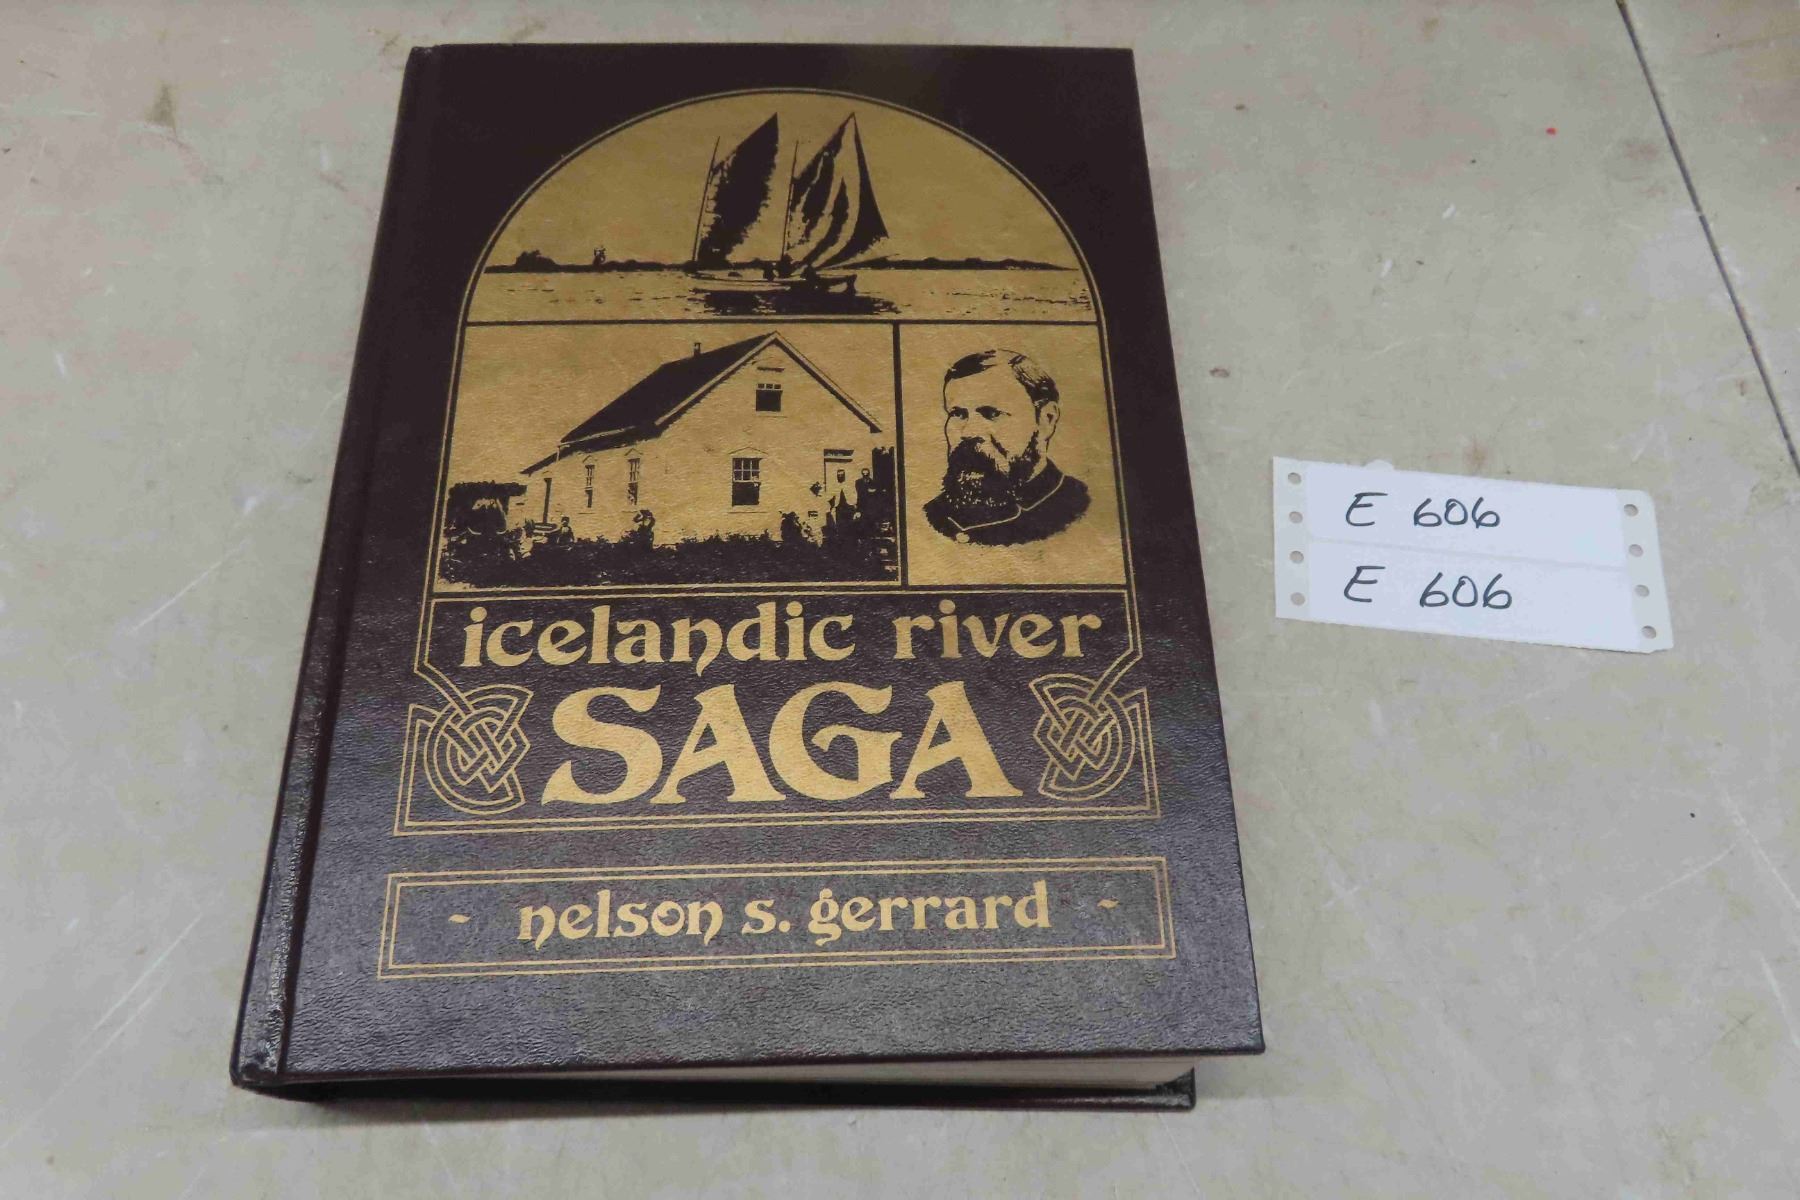 icelandic river
SAGA
- nelson s. gerrard -
E 606
E 606